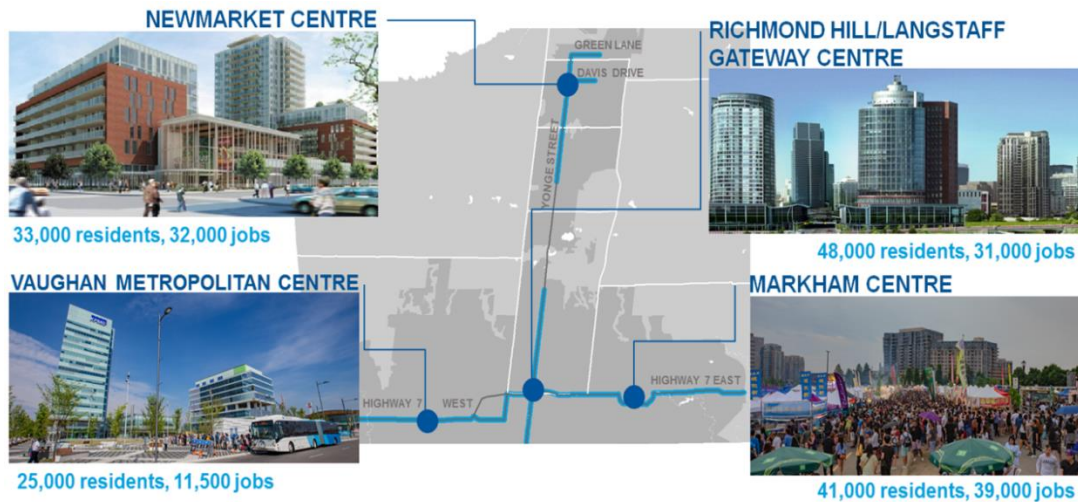 NEWMARKET CENTRE
33,000 residents, 32,000 jobs
GREEN LANE
DAVIS DRIVE
YONGE STREET
RICHMOND HILL/LANGSTAFF
GATEWAY CENTRE
48,000 residents, 31,000 jobs
VAUGHAN METROPOLITAN CENTRE
25,000 residents, 11,500 jobs
HIGHWAY 7 WEST
HIGHWAY 7 EAST
MARKHAM CENTRE
41,000 residents, 39,000 jobs